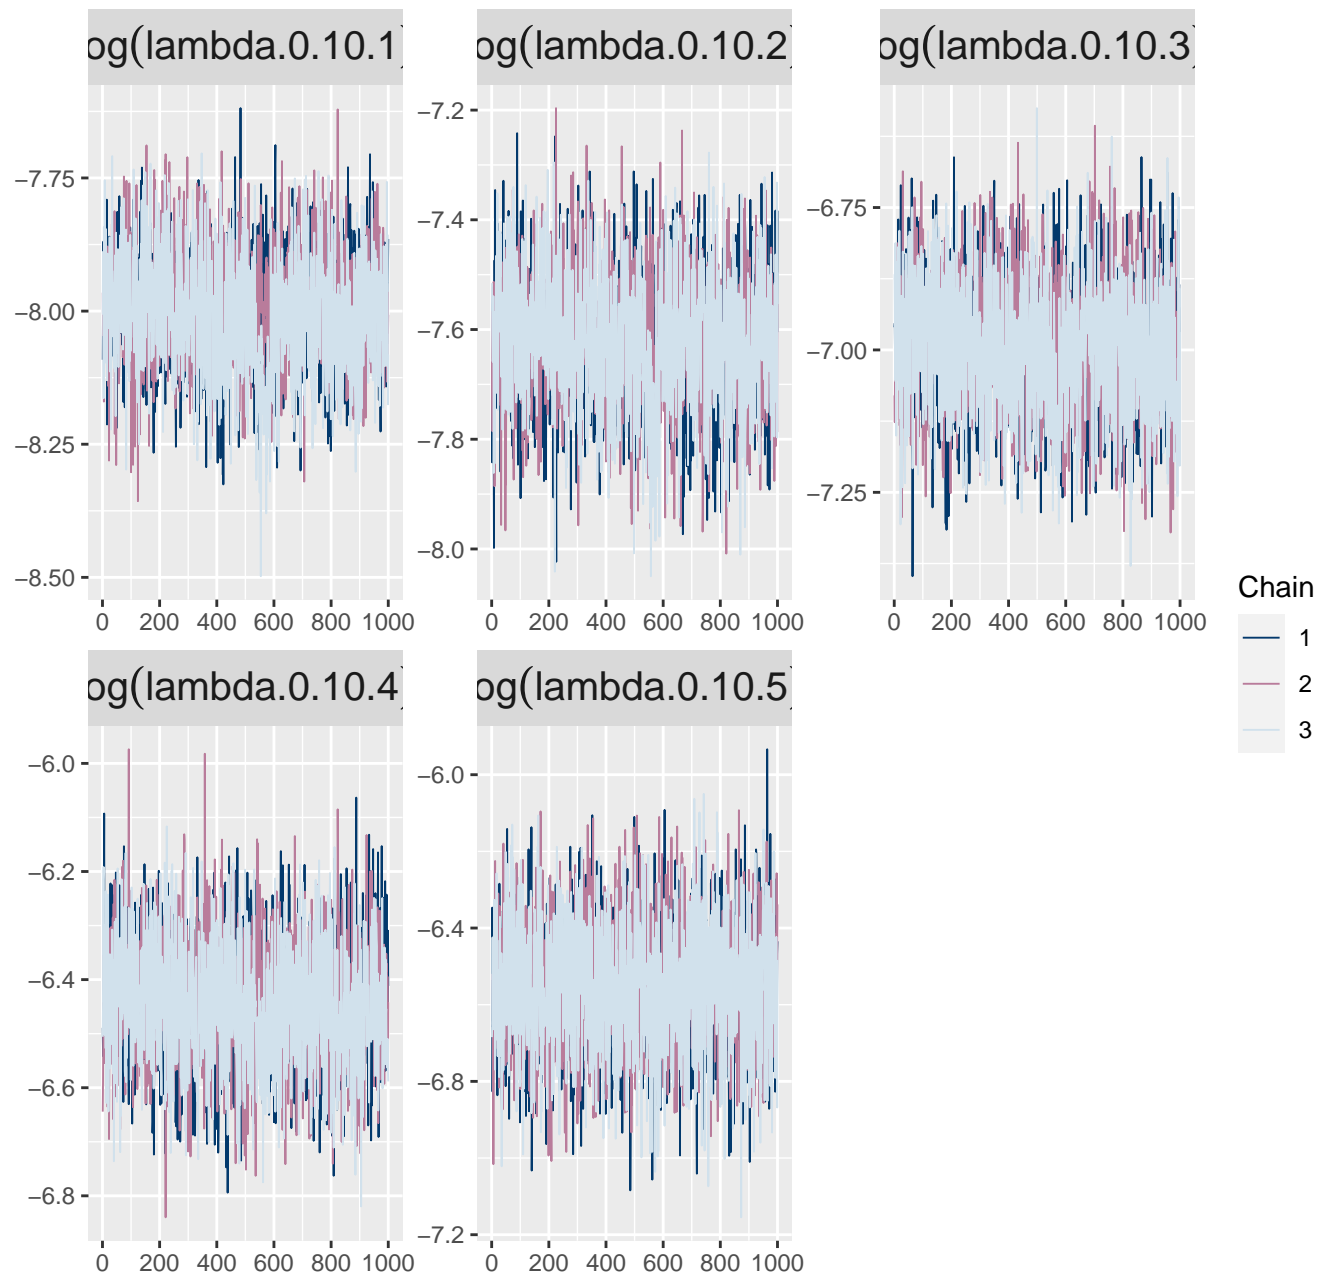 og(lambda.0.10.1)
og(lambda.0.10.2)
og(lambda.0.10.3)
−7.75
−8.00
−8.25
−8.50
0 200 400 600 800 1000
−7.2
−7.4
−7.6
−7.8
−8.0
0 200 400 600 800 1000
−6.75
−7.00
−7.25
0 200 400 600 800 1000
Chain
1
2
3
og(lambda.0.10.4)
og(lambda.0.10.5)
−6.0
−6.2
−6.4
−6.6
−6.8
0 200 400 600 800 1000
−6.0
−6.4
−6.8
−7.2
0 200 400 600 800 1000